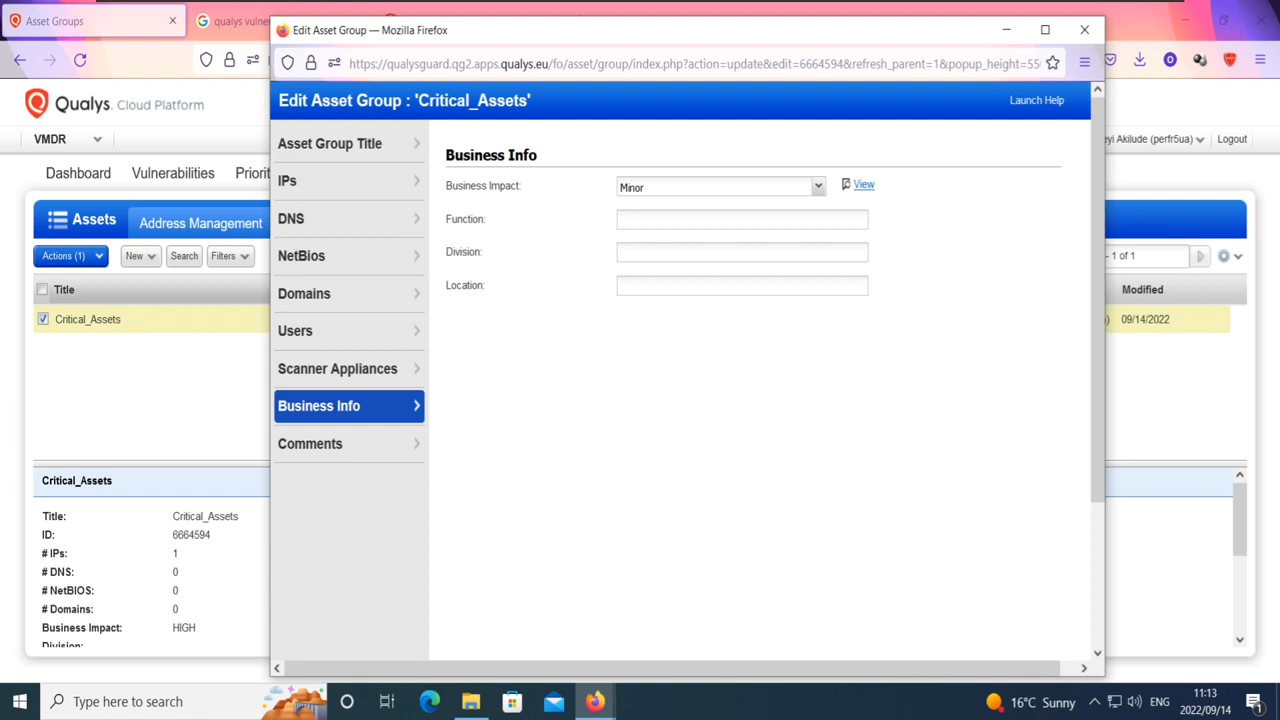 Asset Groups
qualys vulne
Edit Asset Group — Mozilla Firefox
https://qualysguard.qg2.apps.qualys.eu
asset/group/index.php?action=update&edit=6664594&refresh_parent=1&popup_height=55
Qualys. Cloud Platform
Edit Asset Group : 'Critical_Assets'
Launch Help
VMDR
eyi Akilude (perfr5ua)
Logout
Dashboard
Vulnerabilities
Priorit
Assets
Address Management
Actions (1)
New
Search
Filters
- 1 of 1
Title
Modified
Critical_Assets
09/14/2022
Asset Group Title
IPs
DNS
NetBios
Domains
Users
Scanner Appliances
Business Info
Comments
Business Info
Business Impact:
Minor
View
Function:
Division:
Location:
Critical_Assets
Title: Critical_Assets
ID: 6664594
# IPs: 1
# DNS: 0
# NetBIOS: 0
# Domains: 0
Business Impact: HIGH
Division:
Type here to search
16°C Sunny
ENG
11:13
2022/09/14
1